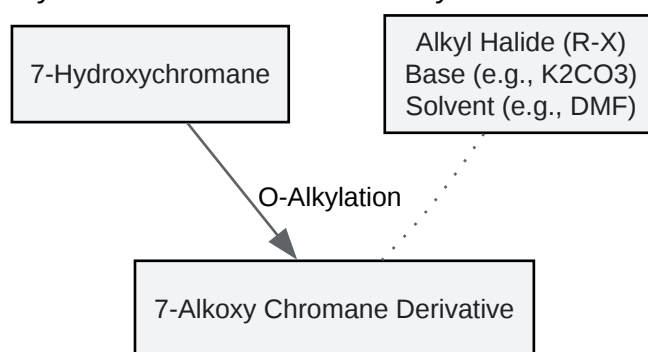 7-Hydroxychromane
Alkyl Halide (R-X)
Base (e.g., K2CO3)
Solvent (e.g., DMF)
O-Alkylation
7-Alkoxy Chromane Derivative